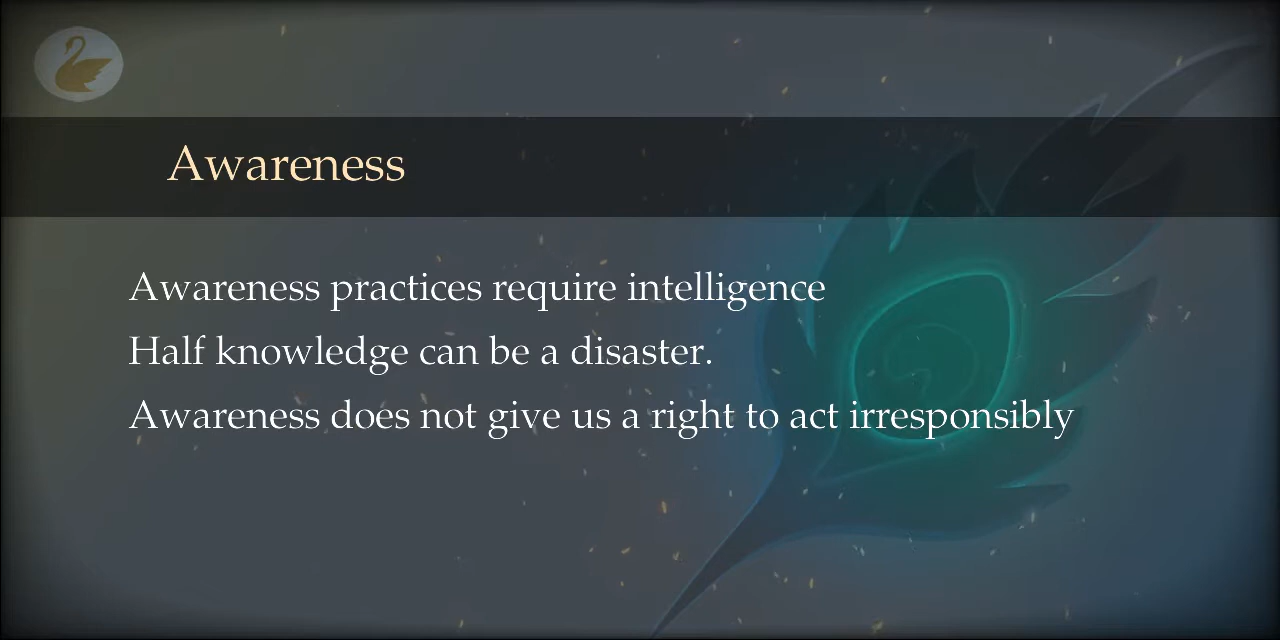 Awareness
Awareness practices require intelligence
Half knowledge can be a disaster.
Awareness does not give us a right to act irresponsibly